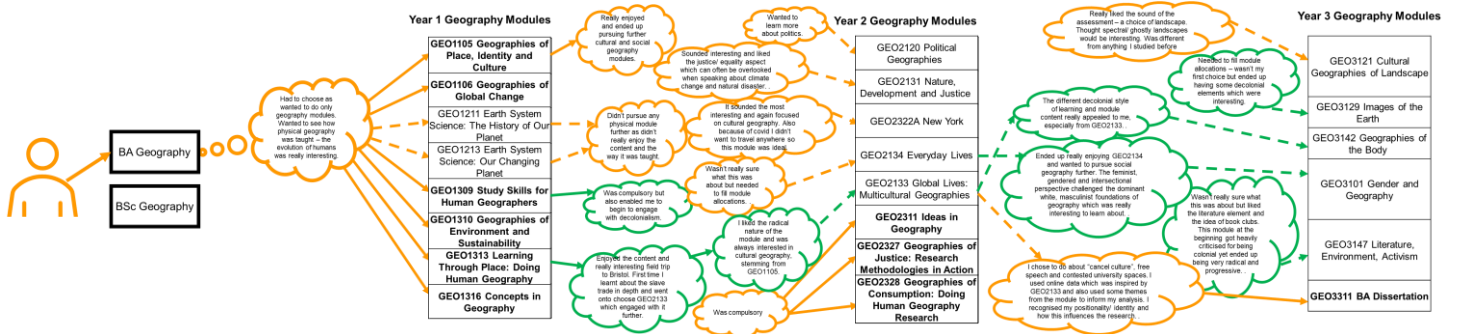 BA Geography
BSc Geography
Had to choose as
wanted to do only
geography modules.
Wanted to see how
physical geography
was taught – the
evolution of humans
was really interesting.
Year 1 Geography Modules
GEO1105 Geographies of
Place, Identity and
Culture
GEO1106 Geographies of
Global Change
GEO1211 Earth System
Science: The History of Our
Planet
GEO1213 Earth System
Science: Our Changing
Planet
GEO1309 Study Skills for
Human Geographers
GEO1310 Geographies of
Environment and
Sustainability
GEO1313 Learning
Through Place: Doing
Human Geography
GEO1316 Concepts in
Geography
Really enjoyed
and ended up
pursuing further
cultural and social
geography
modules.
Didn't pursue any
physical module
further as didn't
really enjoy the
content and the
way it was taught.
Was compulsory but
also enabled me to
begin to engage
with decolonialism.
Enjoyed the content and
really interesting field trip
to Bristol. First time I
learnt about the slave
trade in depth and went
onto choose GEO2133
which engaged with it
further.
Wanted to
learn more
about politics.
Sounded interesting and liked
the justice/ equality aspect
which can often be overlooked
when speaking about climate
change and natural disaster...
It sounded the most
interesting and again focused
on cultural geography. Also
because of covid I didn't
want to travel anywhere so
this module was ideal.
Wasn't really sure
what this was
about but needed
to fill module
allocations.
I liked the radical
nature of the module
and was always
interested in cultural
geography,
stemming from
GEO1105.
Was compulsory
Year 2 Geography Modules
GEO2120 Political
Geographies
GEO2131 Nature,
Development and Justice
GEO2322A New York
GEO2134 Everyday Lives
GEO2133 Global Lives:
Multicultural Geographies
GEO2311 Ideas in
Geography
GEO2327 Geographies of
Justice: Research
Methodologies in Action
GEO2328 Geographies of
Consumption: Doing
Human Geography
Research
Really liked the sound of the
assessment – a choice of landscape.
Thought spectral ghostly landscapes
would be interesting. Was different
from anything I studied before
Needed to fill module
allocations – wasn't my
first choice but ended up
having some decolonial
elements which were
interesting.
The different decolonial style
of learning and module
content really appealed to me,
especially from GEO2133...
Ended up really enjoying GEO2134
and wanted to pursue social
geography further. The feminist,
gendered and intersectional
perspective challenged the dominant
white, masculinist foundations of
geography which was really
interesting to learn about...
Wasn't really sure what
this was about but liked
the literature element and
the idea of book clubs.
This module at the
beginning got heavily
criticised for being
colonial yet ended up
being very radical and
progressive. .
I chose to do about "cancel culture", free
speech and contested university spaces. I
used online data which was inspired by
GEO2133 and also used some themes
from the module to inform my analysis. I
recognised my positionality/ identity and
how this influences the research...
Year 3 Geography Modules
GEO3121 Cultural
Geographies of Landscape
GEO3129 Images of the
Earth
GEO3142 Geographies of
the Body
GEO3101 Gender and
Geography
GEO3147 Literature,
Environment, Activism
GEO3311 BA Dissertation